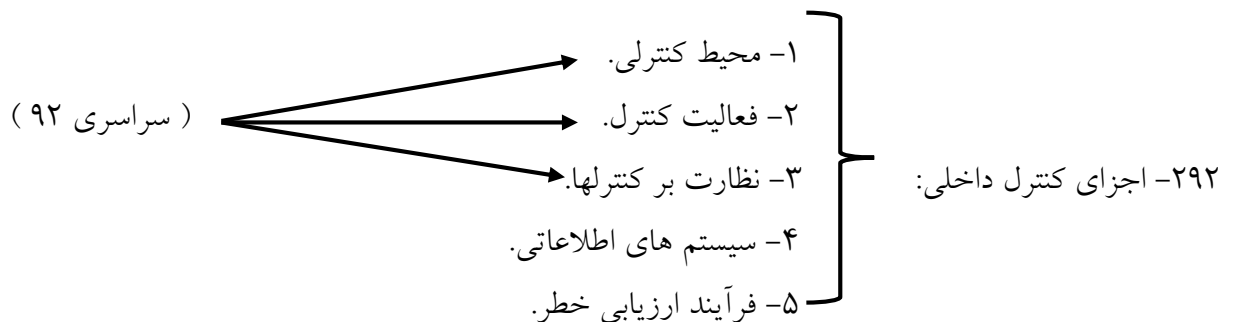 ۲۹۲- اجزای کنترل داخلی:
۱- محیط کنترلی.
۲- فعالیت کنترل.
۳- نظارت بر کنترلها.
۴- سیستم های اطلاعاتی.
۵- فرآیند ارزیابی خطر.
( سراسری ۹۲ )